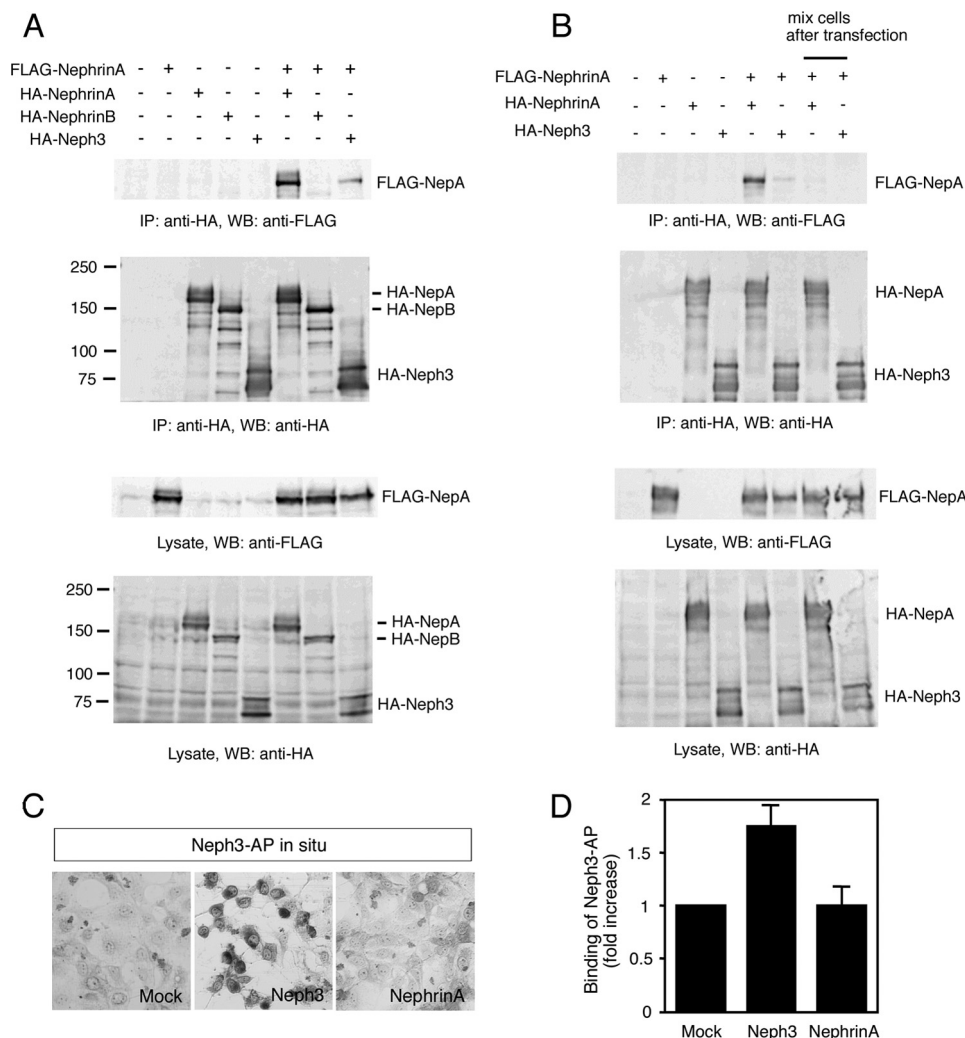 A
FLAG-NephrinA - + - - - + + +
HA-NephrinA - - + - - + - -
HA-NephrinB - - - + - - + -
HA-Neph3 - - - - + - - +
FLAG-NepA
IP: anti-HA, WB: anti-FLAG
250
150
100
75
HA-NepA
HA-NepB
HA-Neph3
IP: anti-HA, WB: anti-HA
FLAG-NepA
Lysate, WB: anti-FLAG
250
150
100
75
HA-NepA
HA-NepB
HA-Neph3
Lysate, WB: anti-HA
B
mix cells
after transfection
FLAG-NephrinA - + - - + + + +
HA-NephrinA - - + - + - + -
HA-Neph3 - - - + - + - +
FLAG-NepA
IP: anti-HA, WB: anti-FLAG
HA-NepA
HA-Neph3
IP: anti-HA, WB: anti-HA
FLAG-NepA
Lysate, WB: anti-FLAG
HA-NepA
HA-Neph3
Lysate, WB: anti-HA
C
Neph3-AP in situ
Mock
Neph3
NephrinA
D
Binding of Neph3-AP
(fold increase)
2
1.5
1
0.5
0
Mock Neph3 NephrinA